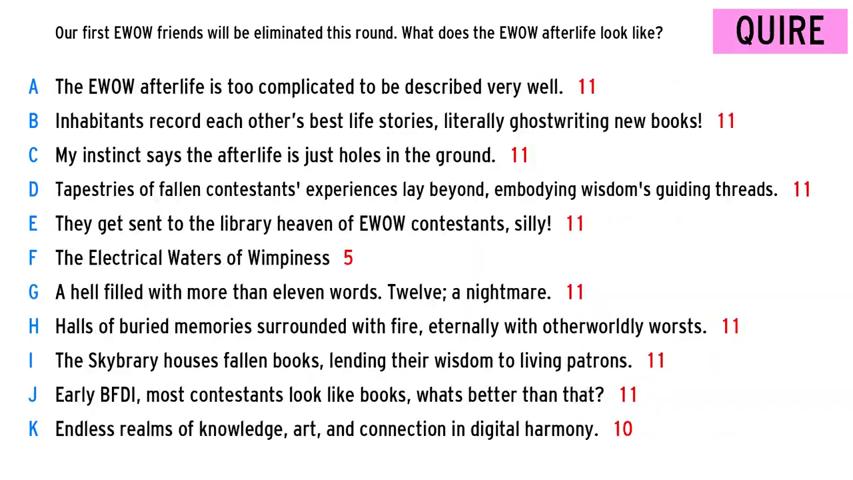 Our first EWOW friends will be eliminated this round. What does the EWOW afterlife look like?
QUIRE
A The EWOW afterlife is too complicated to be described very well. 11
B Inhabitants record each other's best life stories, literally ghostwriting new books! 11
C My instinct says the afterlife is just holes in the ground. 11
D Tapestries of fallen contestants' experiences lay beyond, embodying wisdom's guiding threads. 11
E They get sent to the library heaven of EWOW contestants, silly! 11
F The Electrical Waters of Wimpiness 5
G A hell filled with more than eleven words. Twelve; a nightmare. 11
H Halls of buried memories surrounded with fire, eternally with otherworldly worsts. 11
I The Skybrary houses fallen books, lending their wisdom to living patrons. 11
J Early BFDI, most contestants look like books, whats better than that? 11
K Endless realms of knowledge, art, and connection in digital harmony. 10